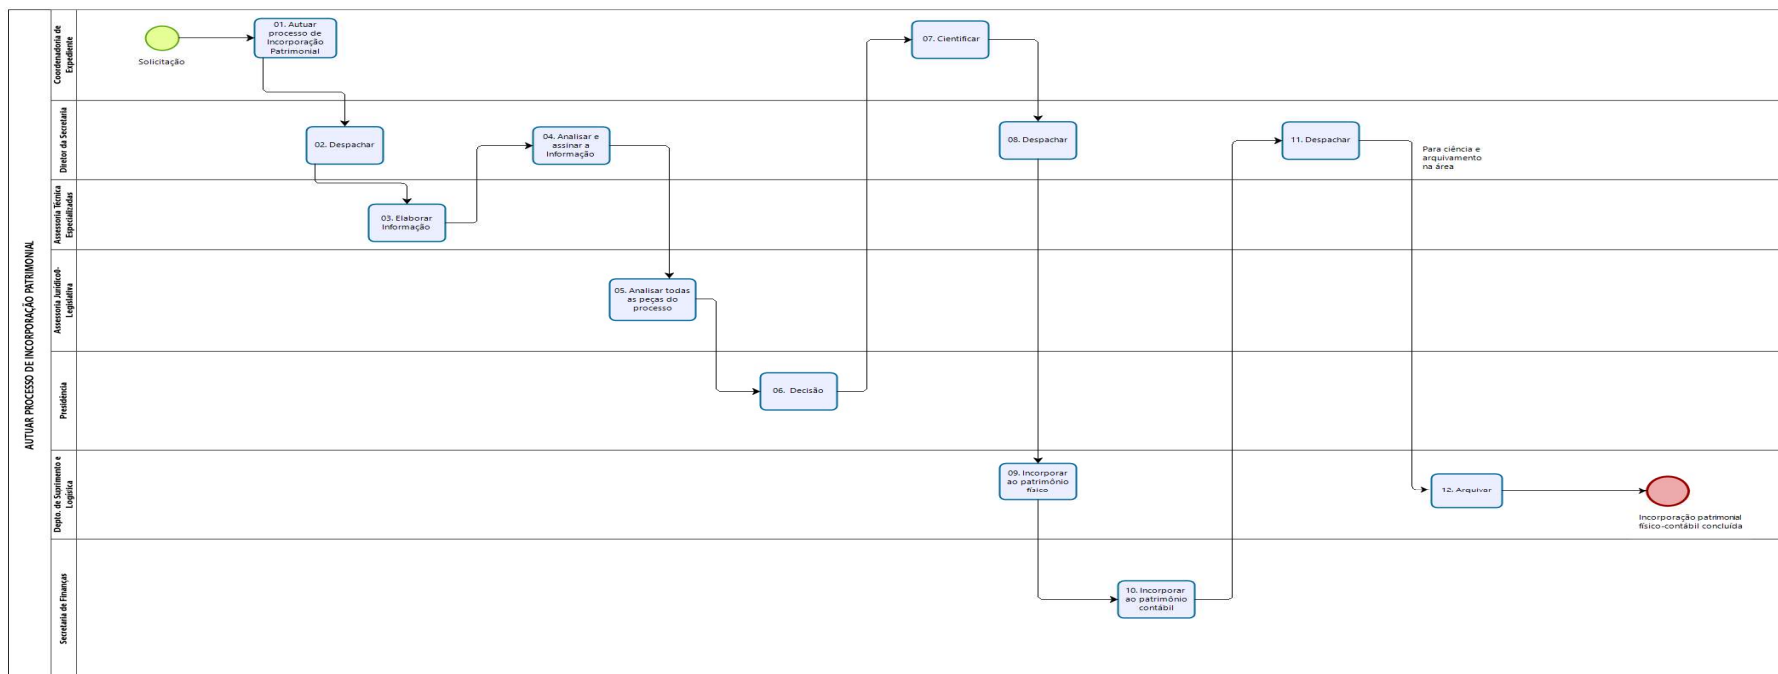 AUTUAR PROCESSO DE INCORPORAÇÃO PATRIMONIAL
Coordenadoria de
Expediente
Solicitação
01. Autuar
processo de
Incorporação
Patrimonial
07. Cientificar
Diretor da Secretaria
02. Despachar
04. Analisar e
assinar a
Informação
08. Despachar
11. Despachar
Para ciência e
arquivamento
na área
Assessoria Técnica
Especializadas
03. Elaborar
Informação
Assessoria Jurídico0-
Legislativa
05. Analisar todas
as peças do
processo
Presidência
06. Decisão
Depto. de Suprimento e
Logísitca
09. Incorporar
ao patrimônio
físico
12. Arquivar
Incorporação patrimonial
físico-contábil concluída
Secretaria de Finanças
10. Incorporar
ao patrimônio
contábil